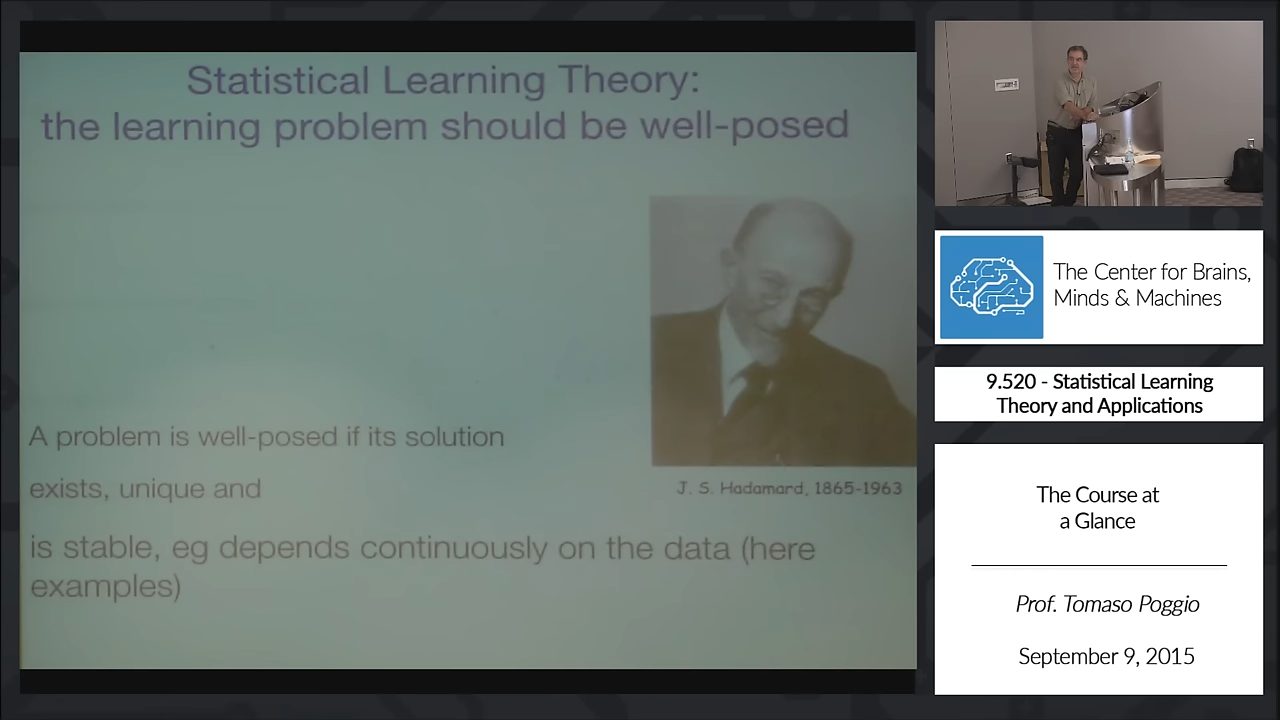 Statistical Learning Theory:
the learning problem should be well-posed
A problem is well-posed if its solution
exists, unique and
is stable, eg depends continuously on the data (here
examples)
J. S. Hadamard, 1865-1963
The Center for Brains,
Minds & Machines
9.520 - Statistical Learning
Theory and Applications
The Course at
a Glance
Prof. Tomaso Poggio
September 9, 2015